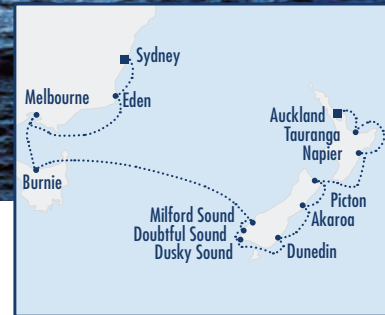 Sydney
Melbourne
Eden
Auckland
Tauranga
Napier
Burnie
Picton
Milford Sound
Akaroa
Doubtful Sound
Dusky Sound
Dunedin